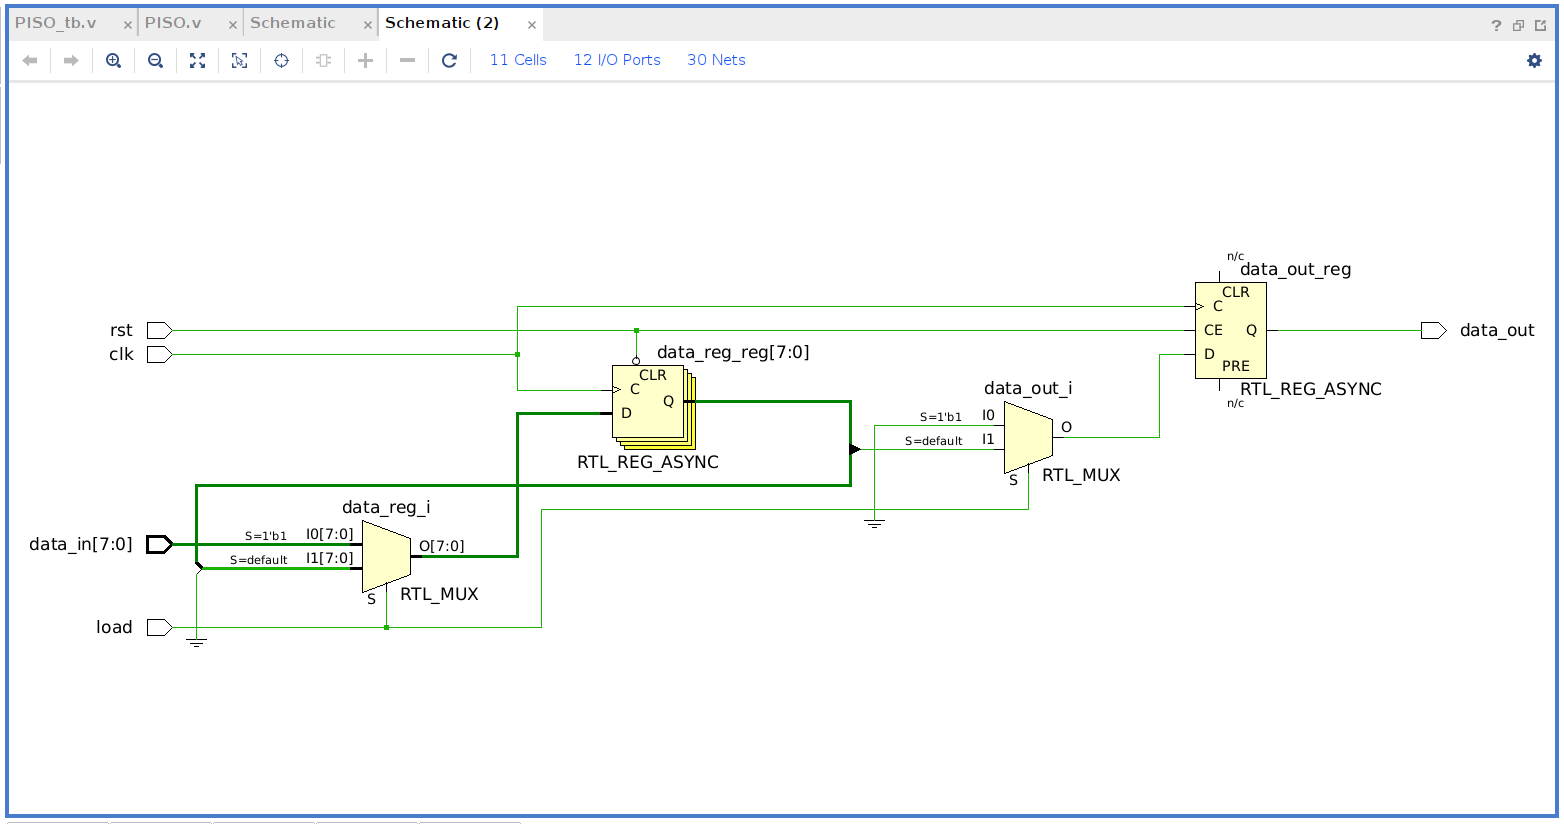 PISO_tb.v × PISO.v × Schematic × Schematic (2) × ?
11 Cells 12 I/O Ports 30 Nets
n/c
data_out_reg
CLR
C
rst
CE Q
data_out
clk
D
data_reg_reg[7:0]
PRE
CLR
C
RTL_REG_ASYNC
data_out_i
n/c
Q
D
S=1'b1 I0
O
S=default I1
RTL_REG_ASYNC
S
RTL_MUX
data_reg_i
data_in[7:0]
S=1'b1 I0[7:0]
O[7:0]
S=default I1[7:0]
S
RTL_MUX
load